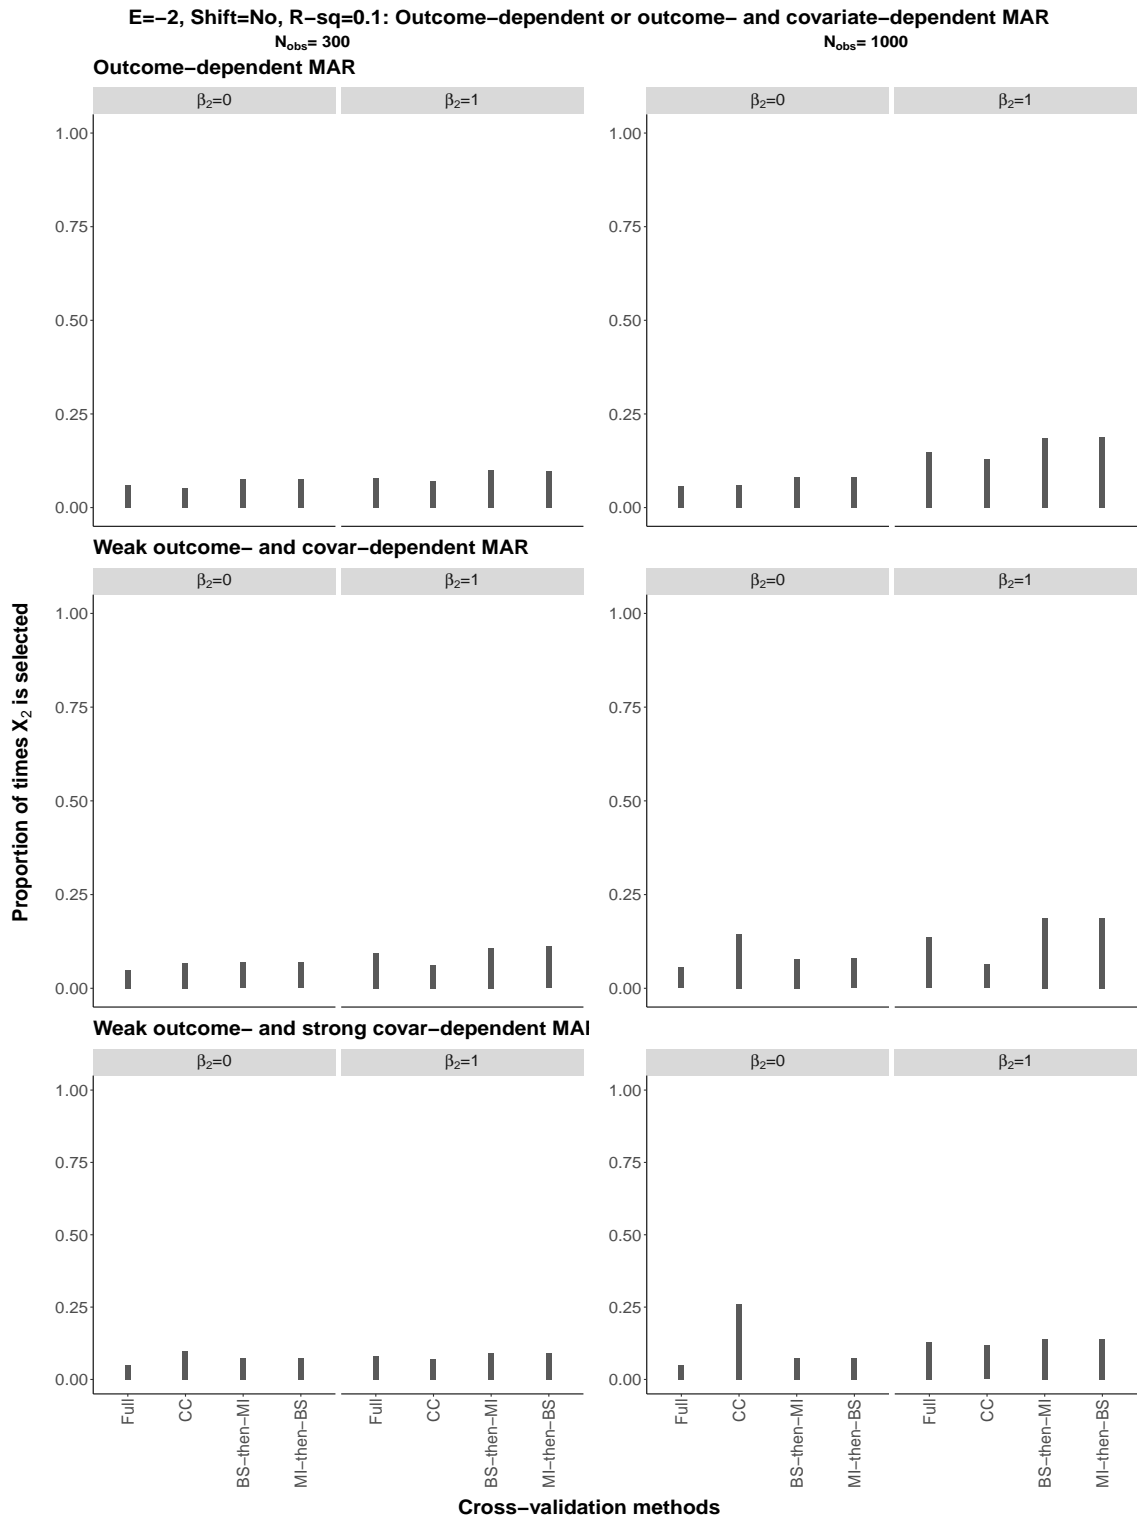 E=−2, Shift=No, R−sq=0.1: Outcome−dependent or outcome− and covariate−dependent MAR
N_obs= 300
N_obs= 1000
Outcome−dependent MAR
β₂=0
β₂=1
β₂=0
β₂=1
1.00
0.75
0.50
0.25
0.00
1.00
0.75
0.50
0.25
0.00
Weak outcome− and covar−dependent MAR
β₂=0
β₂=1
β₂=0
β₂=1
1.00
0.75
0.50
0.25
0.00
1.00
0.75
0.50
0.25
0.00
Proportion of times X₂ is selected
Weak outcome− and strong covar−dependent MAI
β₂=0
β₂=1
β₂=0
β₂=1
1.00
0.75
0.50
0.25
0.00
1.00
0.75
0.50
0.25
0.00
Full
CC
BS−then−MI
MI−then−BS
Full
CC
BS−then−MI
MI−then−BS
Full
CC
BS−then−MI
MI−then−BS
Full
CC
BS−then−MI
MI−then−BS
Cross−validation methods